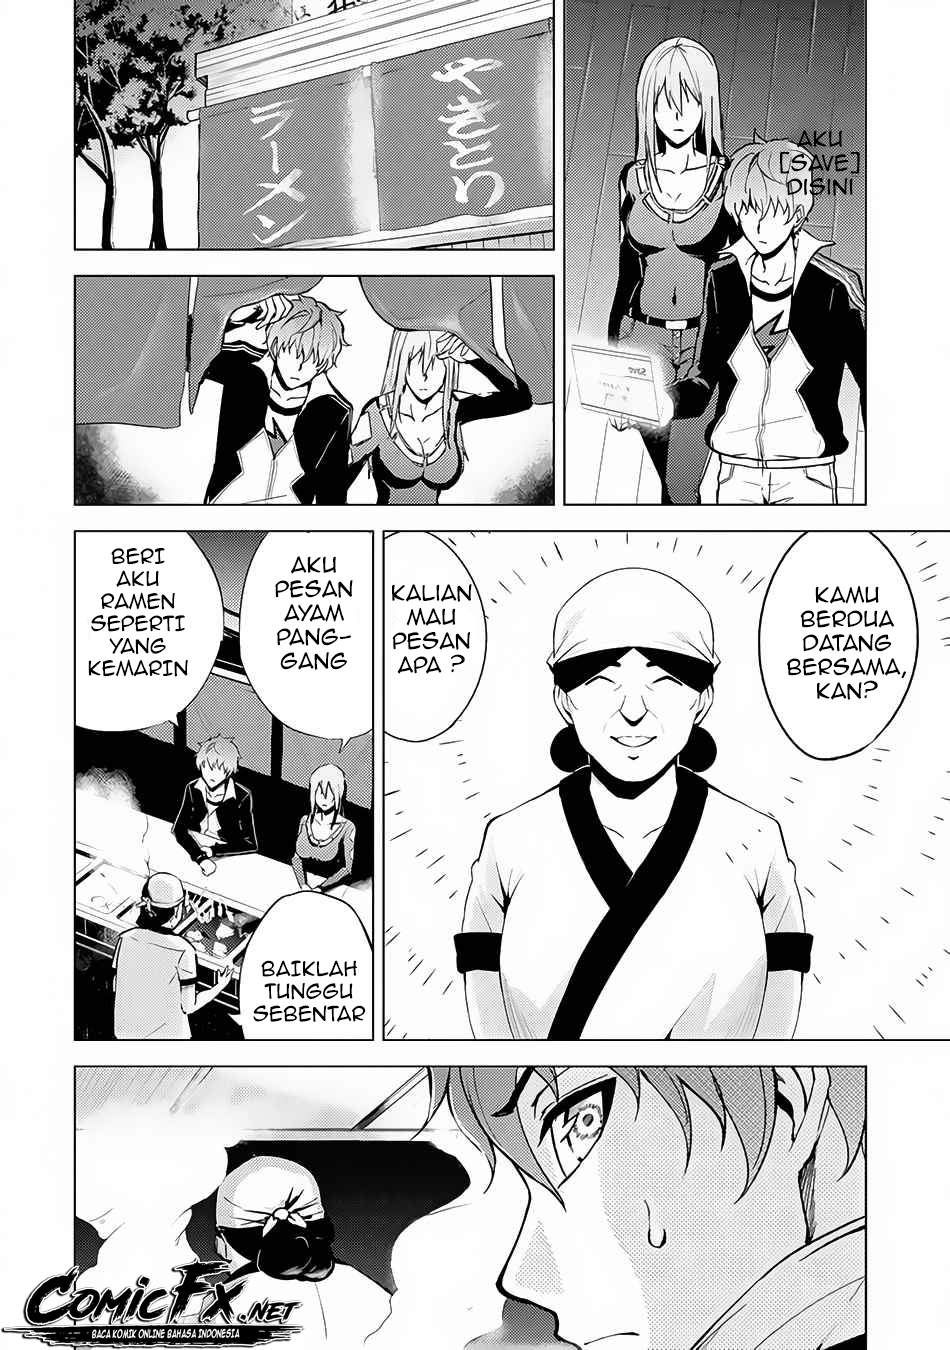 AKU
[SAVE]
DISINI
やきとり
ラーメン
SAVE
KAMU
BERDUA
DATANG
BERSAMA,
KAN?
KALIAN
MAU
PESAN
APA ?
AKU
PESAN
AYAM
PANG-
GANG
BERI
AKU
RAMEN
SEPERTI
YANG
KEMARIN
BAIKLAH
TUNGGU
SEBENTAR
COMICFX.NET
BACA KOMIK ONLINE BAHASA INDONESIA